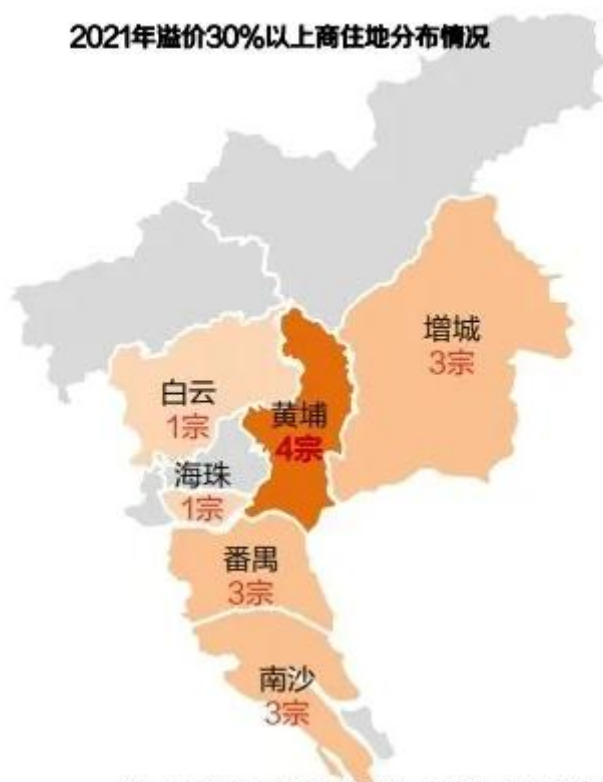 2021年溢价30%以上商住地分布情况
增城
3宗
白云
1宗
黄埔
4宗
海珠
1宗
番禺
3宗
南沙
3宗